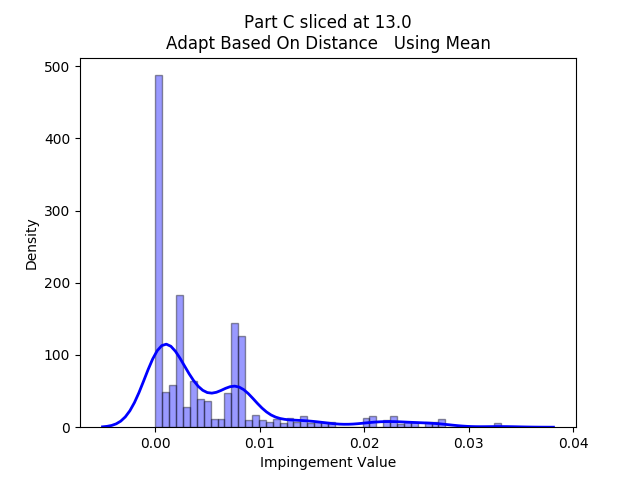 Part C sliced at 13.0
Adapt Based On Distance   Using Mean
500
400
300
200
100
0
Density
0.00 0.01 0.02 0.03 0.04
Impingement Value